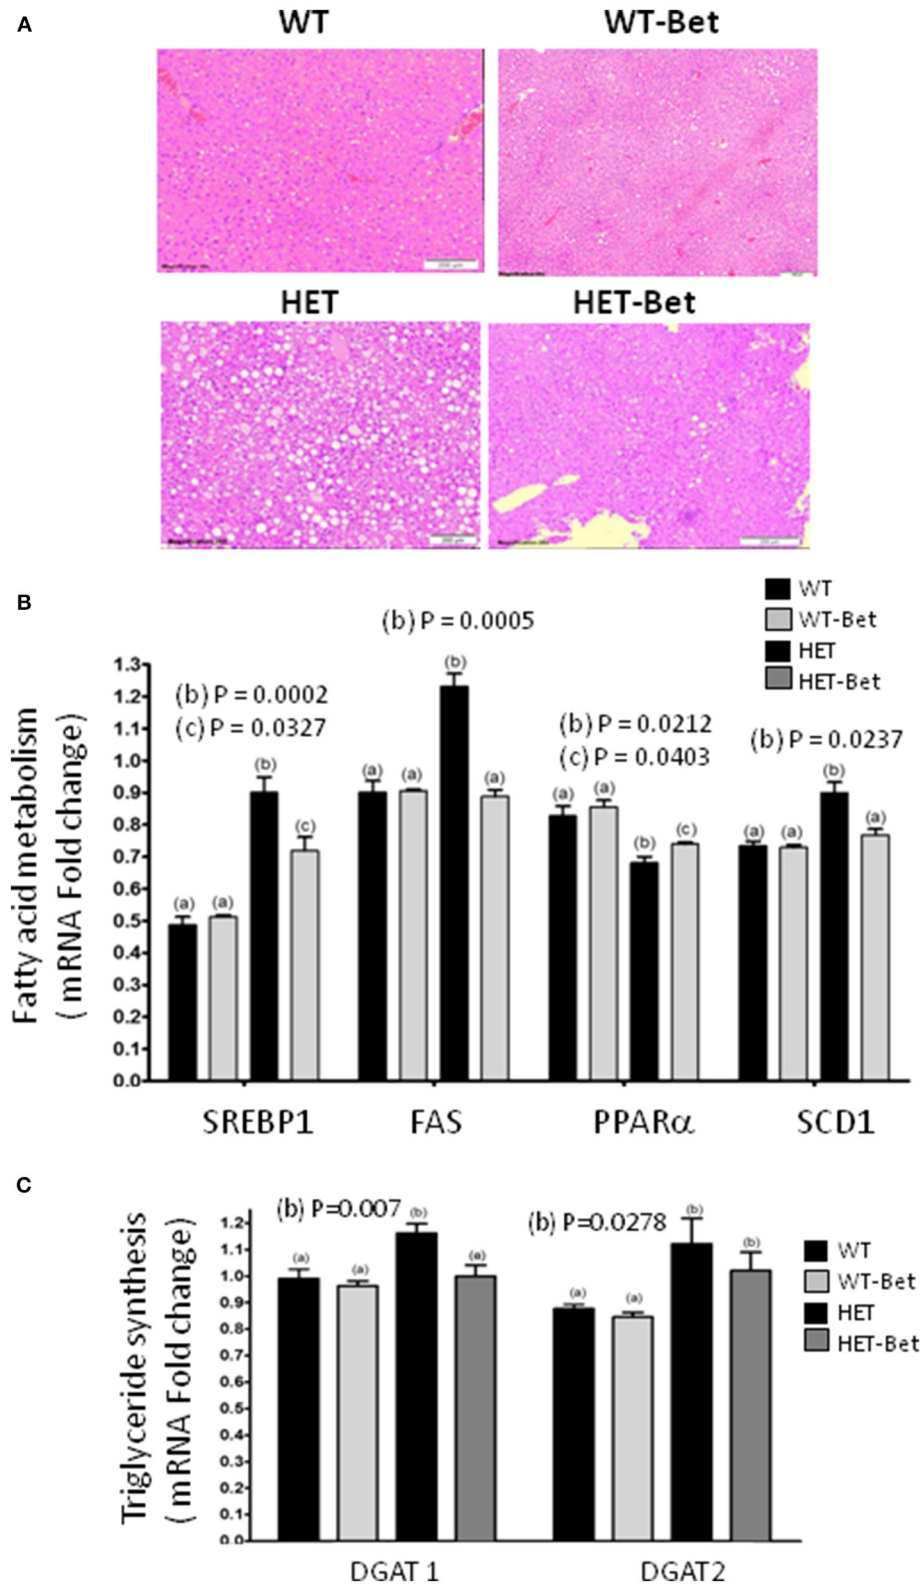 A
WT
WT-Bet
HET
HET-Bet
B
WT
WT-Bet
HET
HET-Bet
(b) P = 0.0005
(b) P = 0.0002
(c) P = 0.0327
(b) P = 0.0212
(c) P = 0.0403
(b) P = 0.0237
Fatty acid metabolism
( mRNA Fold change)
1.3
1.2
1.1
1.0
0.9
0.8
0.7
0.6
0.5
0.4
0.3
0.2
0.1
0.0
(a) (a) (b) (c)
(a) (a) (b) (a)
(a) (a) (b) (c)
(a) (a) (b) (a)
SREBP1 FAS PPARα SCD1
C
(b) P=0.007
(b) P=0.0278
Triglyceride synthesis
( mRNA Fold change)
1.2
1.1
1.0
0.9
0.8
0.7
0.6
0.5
0.4
0.3
0.2
0.1
0.0
(a) (a) (b)
(a) (a) (b) (b)
WT
WT-Bet
HET
HET-Bet
DGAT 1 DGAT2